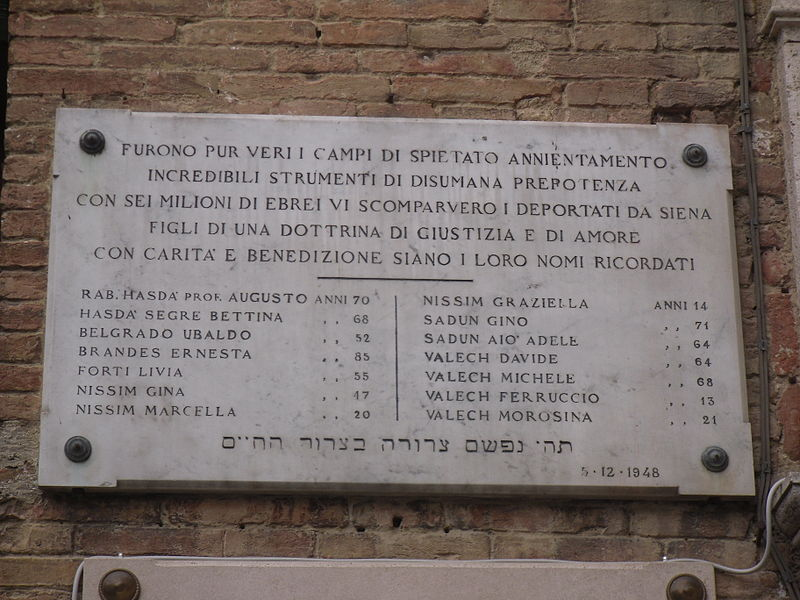 FURONO PUR VERI I CAMPI DI SPIETATO ANNIENTAMENTO
INCREDIBILI STRUMENTI DI DISUMANA PREPOTENZA
CON SEI MILIONI DI EBREI VI SCOMPARVERO I DEPORTATI DA SIENA
FIGLI DI UNA DOTTRINA DI GIUSTIZIA E DI AMORE
CON CARITA' E BENEDIZIONE SIANO I LORO NOMI RICORDATI
RAB. HASDA' PROF. AUGUSTO ANNI 70
HASDA' SEGRE BETTINA ,, 68
BELGRADO UBALDO ,, 52
BRANDES ERNESTA ,, 85
FORTI LIVIA ,, 55
NISSIM GINA ,, 47
NISSIM MARCELLA ,, 20
NISSIM GRAZIELLA ANNI 14
SADUN GINO ,, 71
SADUN AIO' ADELE ,, 64
VALECH DAVIDE ,, 64
VALECH MICHELE ,, 68
VALECH FERRUCCIO ,, 13
VALECH MOROSINA ,, 21
תהי נפשם צרורה בצרור החיים
5·12·1948